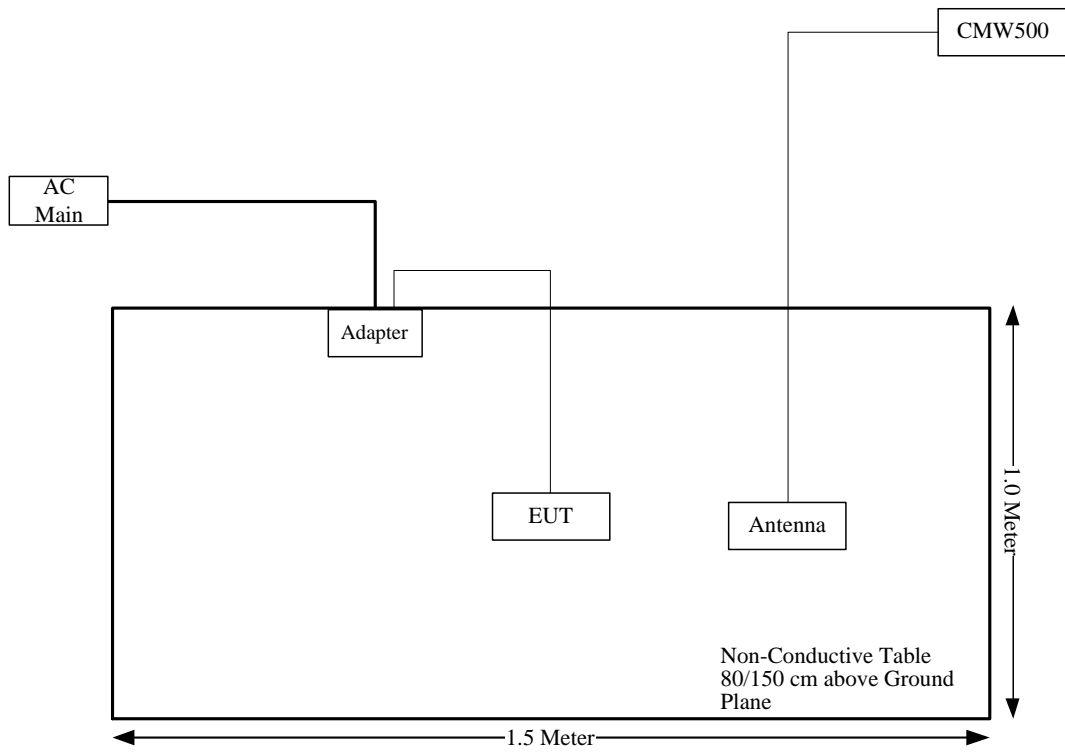 CMW500
AC
Main
Adapter
EUT
Antenna
1.0 Meter
Non-Conductive Table
80/150 cm above Ground
Plane
1.5 Meter